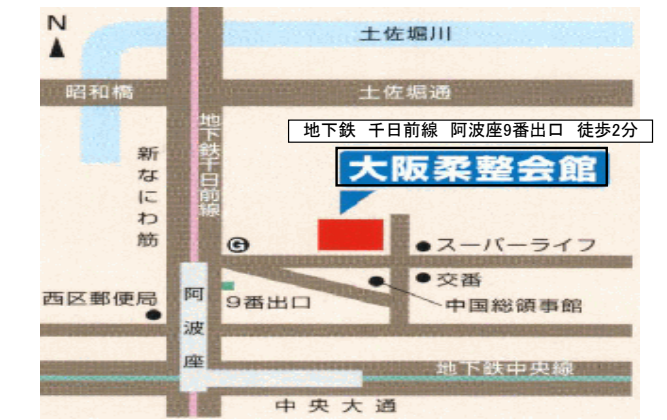 N
土佐堀川
昭和橋
土佐堀通
地下鉄千日前線
地下鉄 千日前線 阿波座9番出口 徒歩2分
大阪柔整会館
新なにわ筋
G
スーパーライフ
交番
西区郵便局
阿波座
9番出口
中国総領事館
地下鉄中央線
中央大通